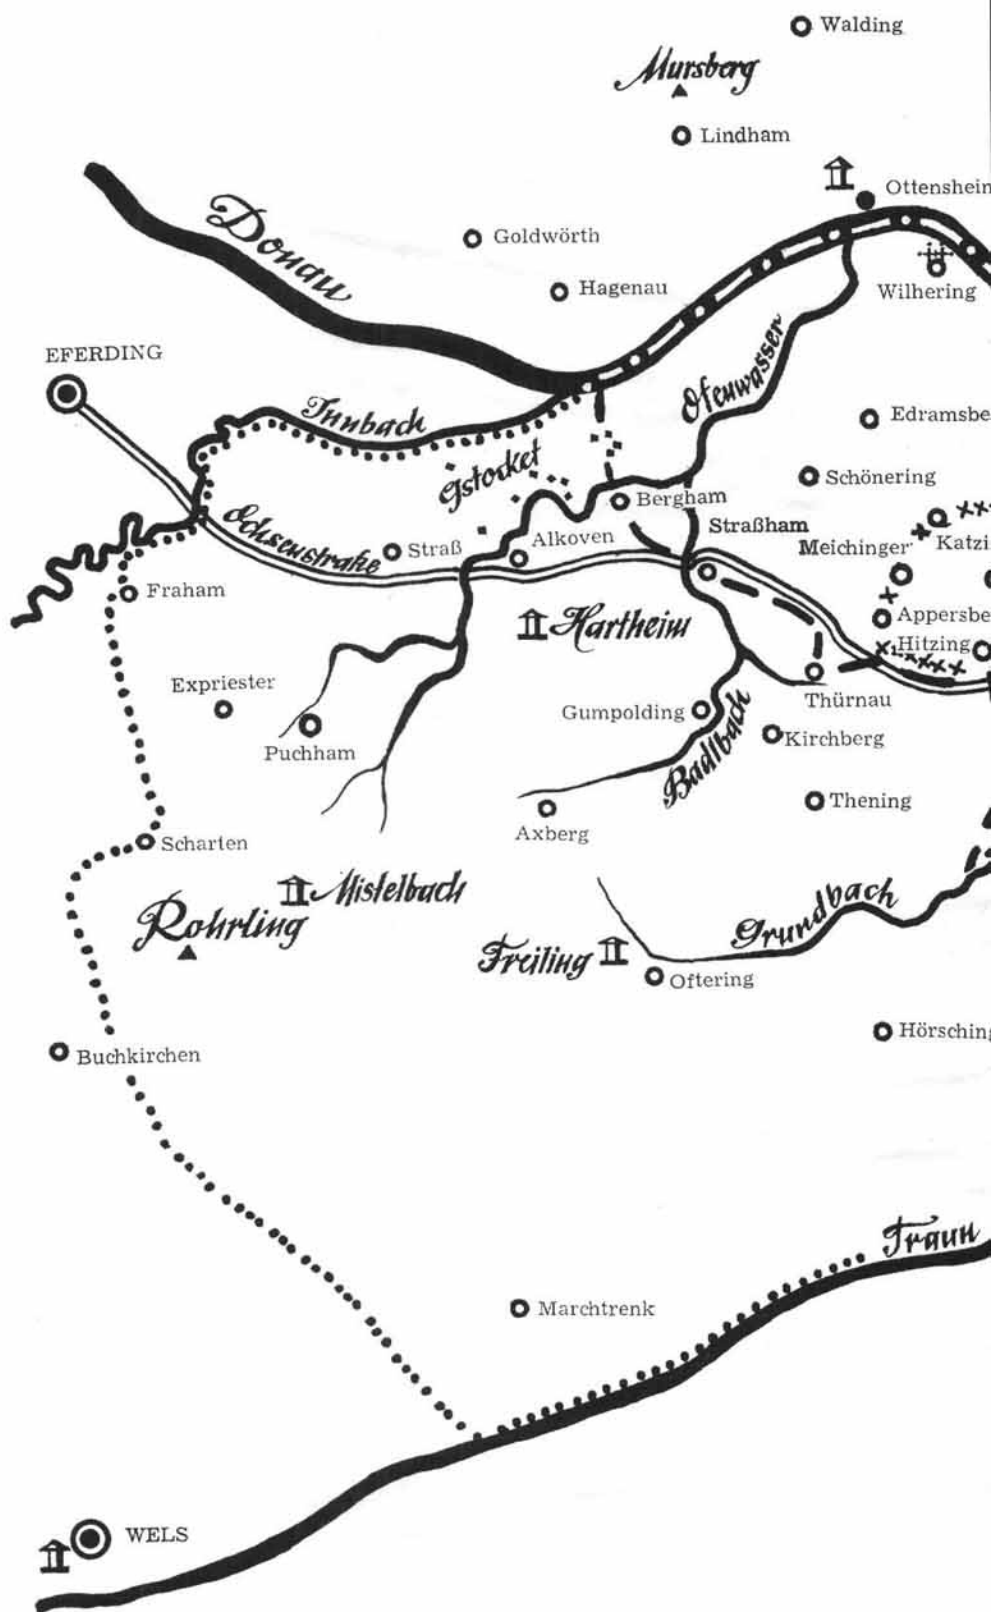 Walding
Mursberg
Lindham
Ottenshein
Donau
Goldwörth
Hagenau
Wilhering
EFERDING
Ofenwasser
Innbach
Edramsbe
Gstocket
Schönering
Bergham
Ochsenstraße
Straßham
Straß
Alkoven
Meichinger
Katzi
Fraham
Appersbe
Hartheim
Hitzing
Expriester
Gumpolding
Thürnau
Puchham
Badlbach
Kirchberg
Thening
Axberg
Scharten
Mistelbach
Rohrling
Grundbach
Freiling
Oftering
Hörsching
Buchkirchen
Traun
Marchtrenk
WELS